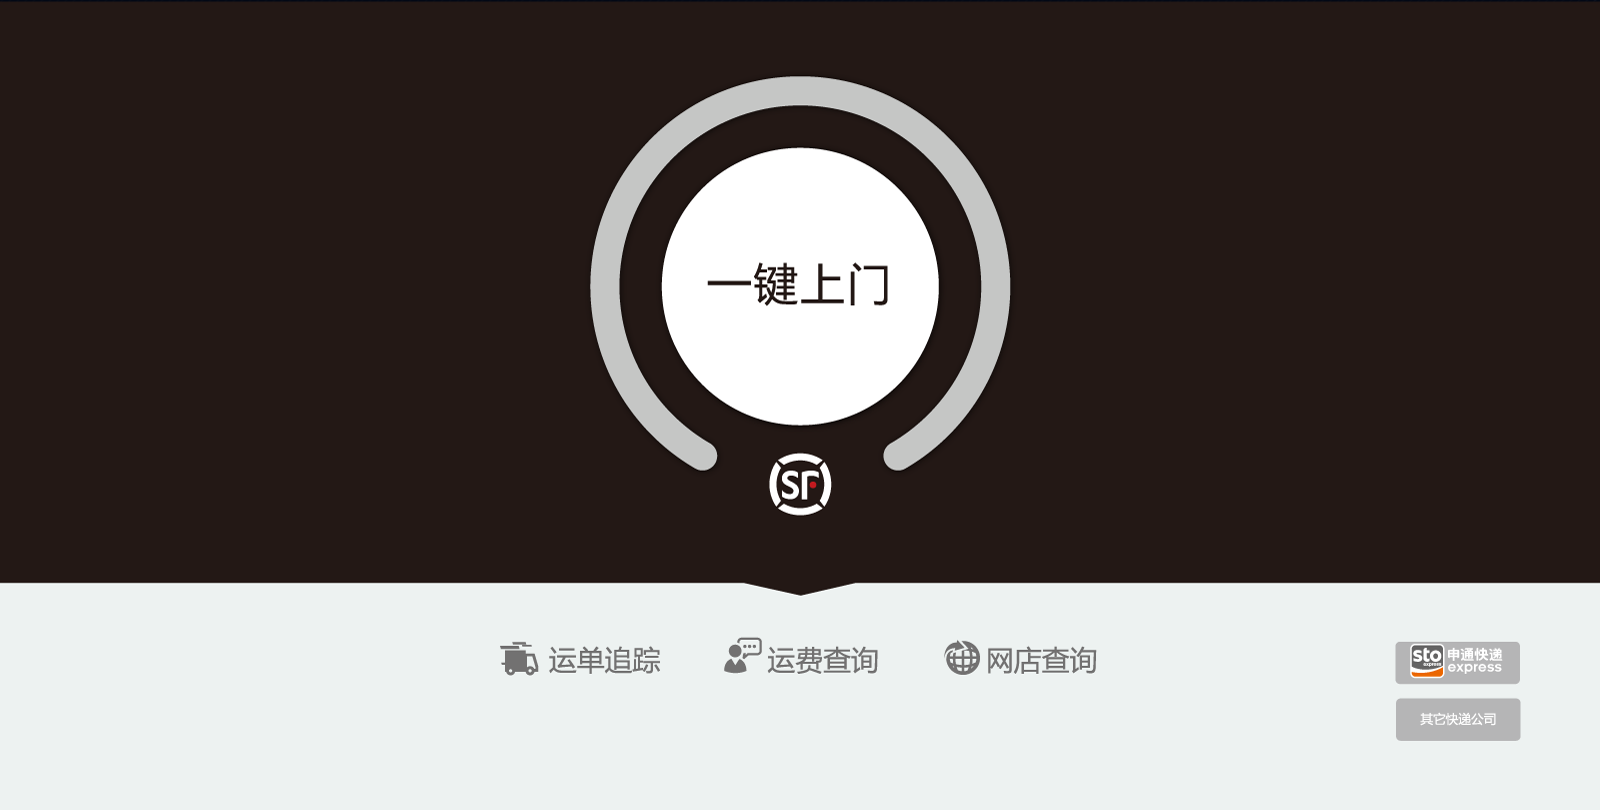 一键上门
SF
运单追踪
运费查询
网店查询
sto express 申通快递
express
其它快递公司